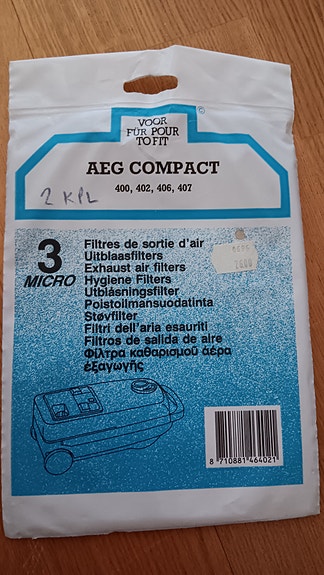 ©
VOOR
FÜR POUR
TO FIT
AEG COMPACT
400, 402, 406, 407
2 KPL
3
MICRO
Filtres de sortie d'air
Uitblaasfilters
Exhaust air filters
Hygiene Filters
Utblåsningsfilter
Poistoilmansuodatinta
Støvfilter
Filtri dell'aria esauriti
Filtros de salida de aire
Φίλτρα καθαρισμού άέρα
έξαγωγής
8 710881 464021